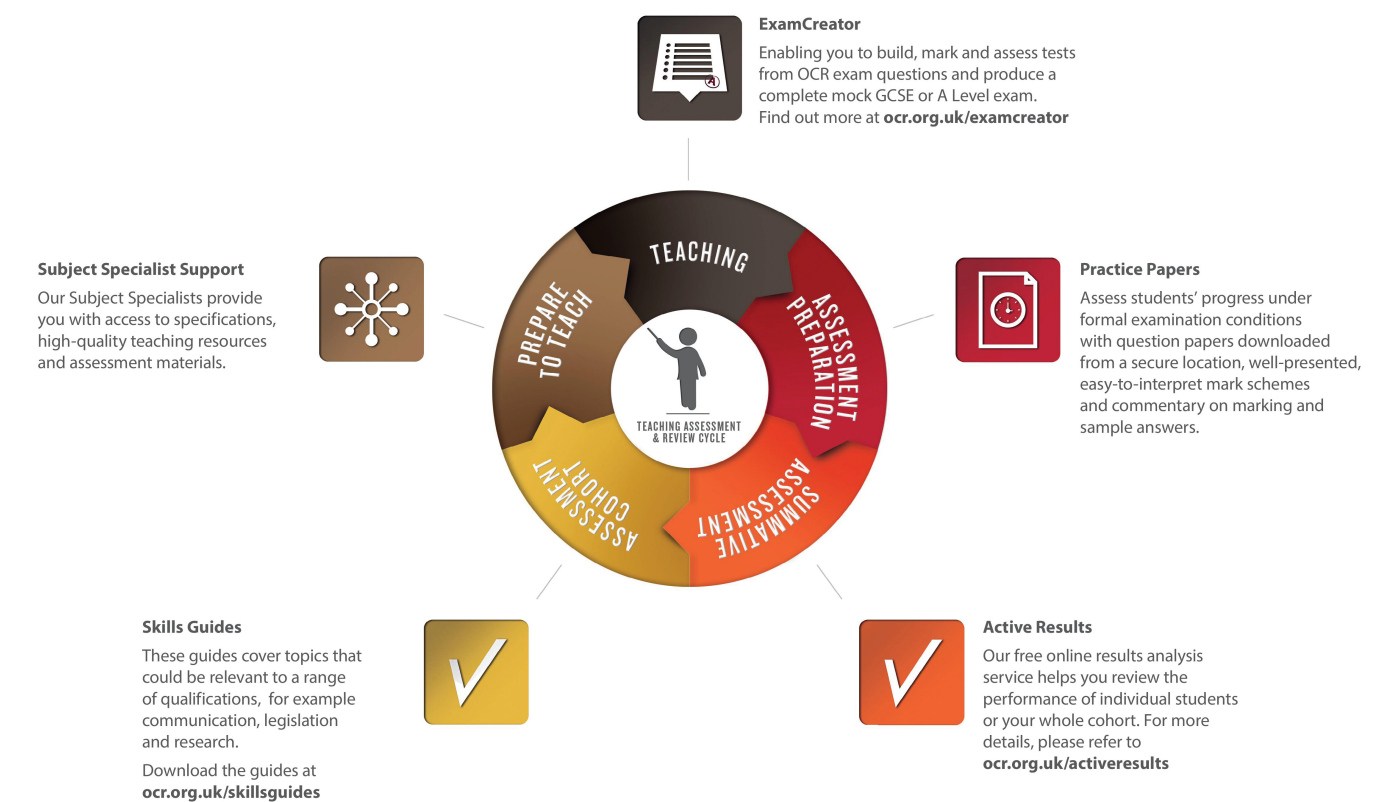 ExamCreator
Enabling you to build, mark and assess tests
from OCR exam questions and produce a
complete mock GCSE or A Level exam.
Find out more at ocr.org.uk/examcreator
A
Subject Specialist Support
Our Subject Specialists provide
you with access to specifications,
high-quality teaching resources
and assessment materials.
TEACHING
PREPARE
TO TEACH
ASSESSMENT
PREPARATION
SUMMATIVE
ASSESSMENT
ASSESSMENT
COHORT
TEACHING ASSESSMENT
& REVIEW CYCLE
Practice Papers
Assess students’ progress under
formal examination conditions
with question papers downloaded
from a secure location, well-presented,
easy-to-interpret mark schemes
and commentary on marking and
sample answers.
Skills Guides
These guides cover topics that
could be relevant to a range
of qualifications, for example
communication, legislation
and research.
Download the guides at
ocr.org.uk/skillsguides
Active Results
Our free online results analysis
service helps you review the
performance of individual students
or your whole cohort. For more
details, please refer to
ocr.org.uk/activeresults